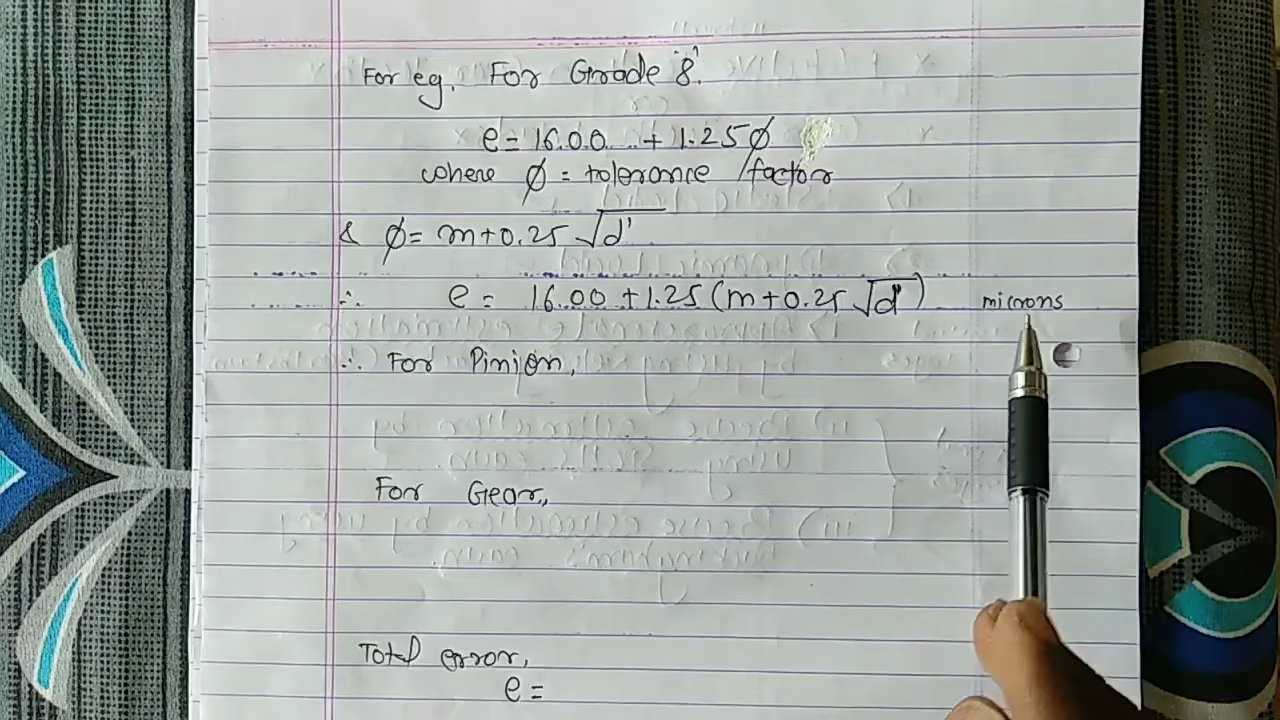 For eg. For Grade '8'.
e = 16.00 + 1.25 φ
where φ = tolerance factor
& φ = m + 0.25 √d'
∴ e = 16.00 + 1.25 (m + 0.25 √d') microns
∴ For Pinion,
For Gear,
Total error,
e =